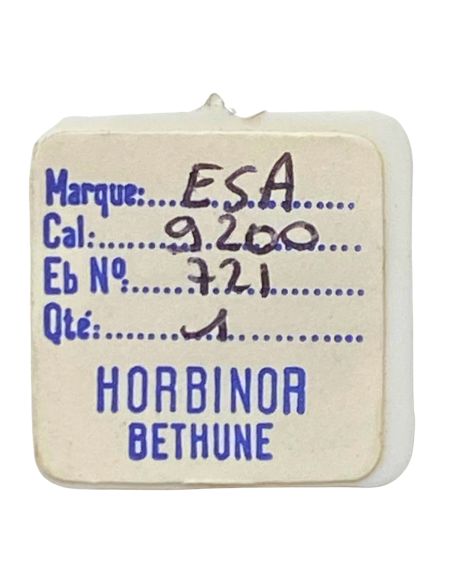 Marque: ESA
Cal: 9200
Eb Nº: 721
Qté: 1
HORBINOR
BETHUNE